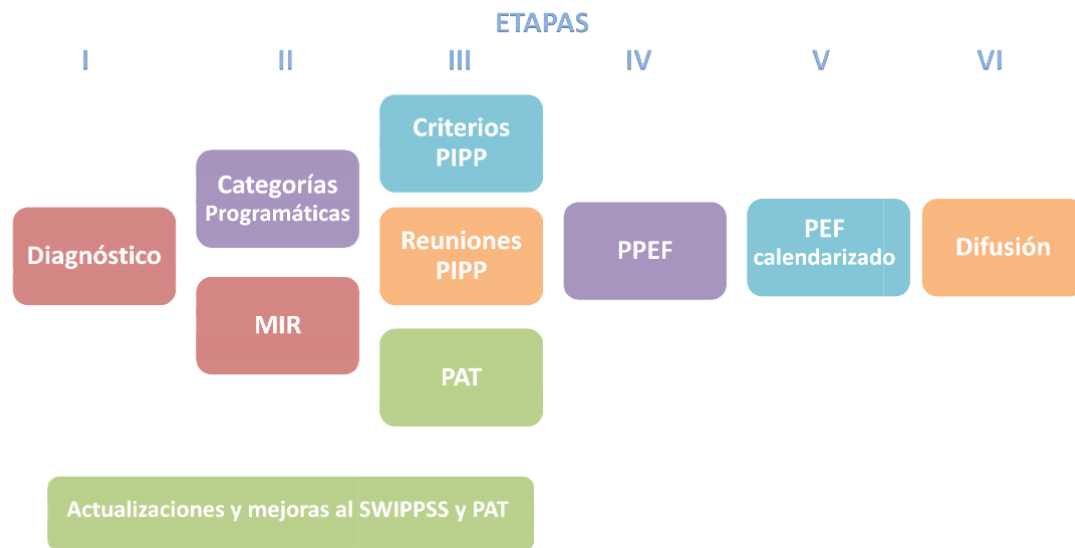 ETAPAS
I II III IV V VI
Diagnóstico
Categorías
Programáticas
MIR
Criterios
PIPP
Reuniones
PIPP
PAT
PPEF
PEF
calendarizado
Difusión
Actualizaciones y mejoras al SWIPPSS y PAT